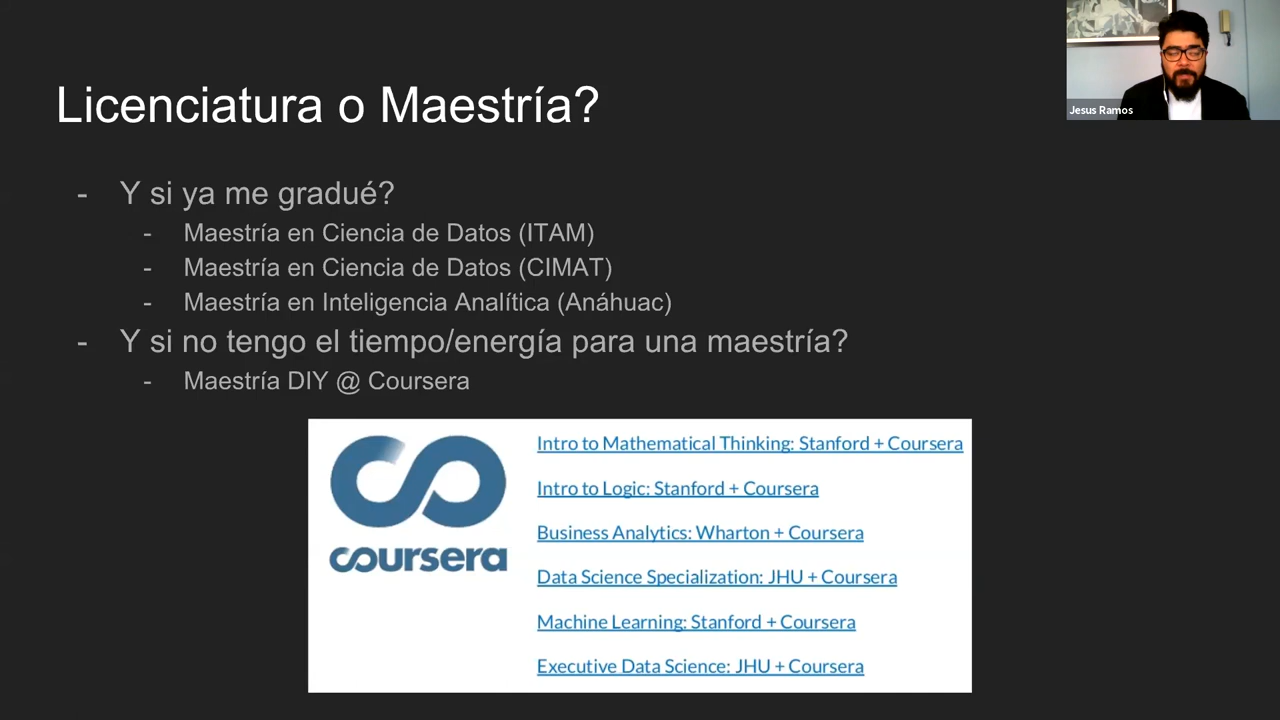 Licenciatura o Maestría?
Jesus Ramos
- Y si ya me gradué?
- Maestría en Ciencia de Datos (ITAM)
- Maestría en Ciencia de Datos (CIMAT)
- Maestría en Inteligencia Analítica (Anáhuac)
- Y si no tengo el tiempo/energía para una maestría?
- Maestría DIY @ Coursera
coursera
Intro to Mathematical Thinking: Stanford + Coursera
Intro to Logic: Stanford + Coursera
Business Analytics: Wharton + Coursera
Data Science Specialization: JHU + Coursera
Machine Learning: Stanford + Coursera
Executive Data Science: JHU + Coursera